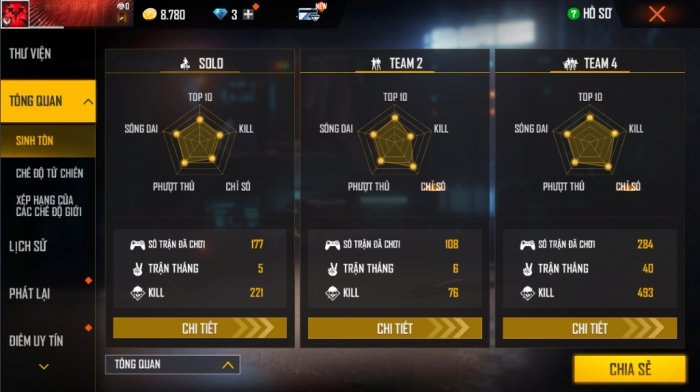 8.780
3
NEW
7 HỒ SƠ
THƯ VIỆN
TỔNG QUAN
SINH TỒN
CHẾ ĐỘ TỬ CHIẾN
XẾP HẠNG CỦA
CÁC CHẾ ĐỘ GIỚI
LỊCH SỬ
PHÁT LẠI
ĐIỂM UY TÍN
SOLO
TOP 10
SỐNG DAI
KILL
PHƯỢT THỦ
CHỈ SỐ
SỐ TRẬN ĐÃ CHƠI 177
TRẬN THẮNG 5
KILL 221
CHI TIẾT
TEAM 2
TOP 10
SỐNG DAI
KILL
PHƯỢT THỦ
CHỈ SỐ
SỐ TRẬN ĐÃ CHƠI 108
TRẬN THẮNG 6
KILL 76
CHI TIẾT
TEAM 4
TOP 10
SỐNG DAI
KILL
PHƯỢT THỦ
CHỈ SỐ
SỐ TRẬN ĐÃ CHƠI 284
TRẬN THẮNG 40
KILL 493
CHI TIẾT
TỔNG QUAN
CHIA SẺ